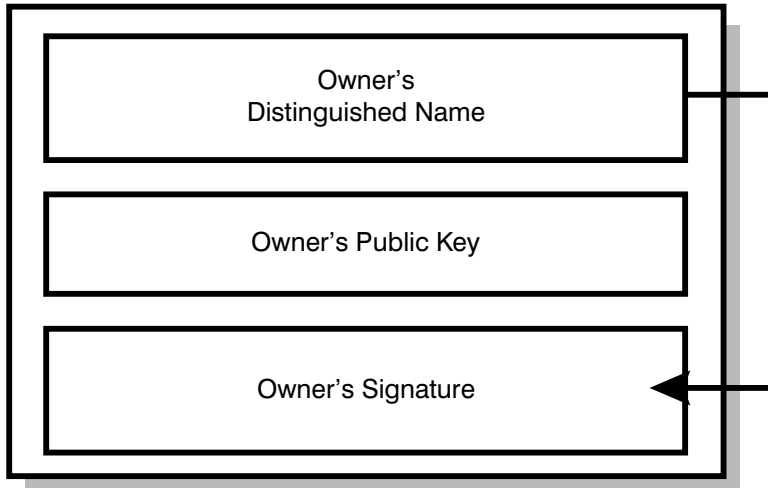 Owner’s
Distinguished Name
Owner’s Public Key
Owner’s Signature